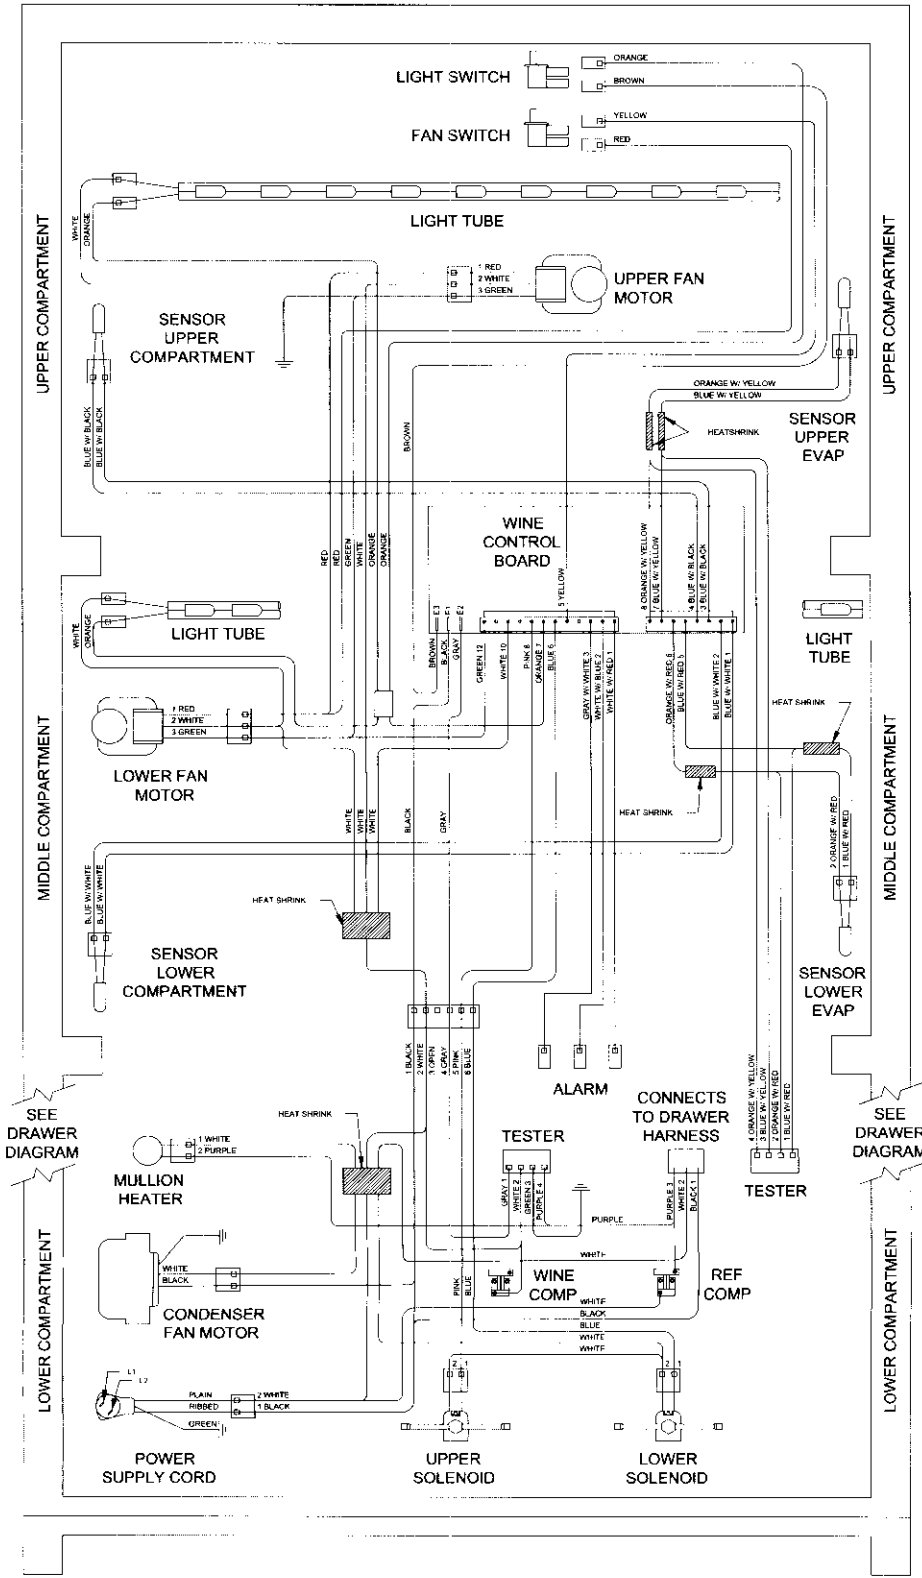 ORANGE
LIGHT SWITCH
BROWN
YELLOW
FAN SWITCH
RED
WHITE
ORANGE
LIGHT TUBE
UPPER COMPARTMENT
UPPER COMPARTMENT
1 RED
2 WHITE
3 GREEN
UPPER FAN
MOTOR
SENSOR
UPPER
COMPARTMENT
ORANGE W/ YELLOW
BLUE W/ YELLOW
SENSOR
UPPER
EVAP
HEATSHRINK
BLUE W/ BLACK
BLUE W/ BLACK
BROWN
RED
RED
GREEN
WHITE
ORANGE
ORANGE
WINE
CONTROL
BOARD
5 YELLOW
8 ORANGE W/ YELLOW
7 BLUE W/ YELLOW
4 BLUE W/ BLACK
3 BLUE W/ BLACK
E3
E1
E2
WHITE
ORANGE
LIGHT TUBE
LIGHT
TUBE
BROWN
BLACK
GRAY
GREEN 12
WHITE 10
PINK 8
ORANGE 7
BLUE 6
GRAY W/ WHITE 3
WHITE W/ BLUE 2
WHITE W/ RED 1
ORANGE W/ RED 6
BLUE W/ RED 5
BLUE W/ WHITE 2
BLUE W/ WHITE 1
HEAT SHRINK
1 RED
2 WHITE
3 GREEN
LOWER FAN
MOTOR
MIDDLE COMPARTMENT
MIDDLE COMPARTMENT
HEAT SHRINK
WHITE
WHITE
WHITE
BLACK
GRAY
2 ORANGE W/ RED
1 BLUE W/ RED
BLUE W/ WHITE
BLUE W/ WHITE
HEAT SHRINK
SENSOR
LOWER
COMPARTMENT
SENSOR
LOWER
EVAP
1 BLACK
2 WHITE
3 OPEN
4 GRAY
5 PINK
6 BLUE
ALARM
4 ORANGE W/ YELLOW
3 BLUE W/ YELLOW
2 ORANGE W/ RED
1 BLUE W/ RED
SEE
DRAWER
DIAGRAM
SEE
DRAWER
DIAGRAM
HEAT SHRINK
CONNECTS
TO DRAWER
HARNESS
TESTER
1 WHITE
2 PURPLE
MULLION
HEATER
GRAY 1
WHITE 2
GREEN 3
PURPLE 4
PURPLE 3
WHITE 2
BLACK 1
TESTER
PURPLE
WHITE
WHITE
BLACK
CONDENSER
FAN MOTOR
PINK
BLUE
WINE
COMP
REF
COMP
WHITE
BLACK
BLUE
WHITE
LOWER COMPARTMENT
LOWER COMPARTMENT
L1
L2
PLAIN
RIBBED
GREEN
2 WHITE
1 BLACK
2
1
2
1
POWER
SUPPLY CORD
UPPER
SOLENOID
LOWER
SOLENOID